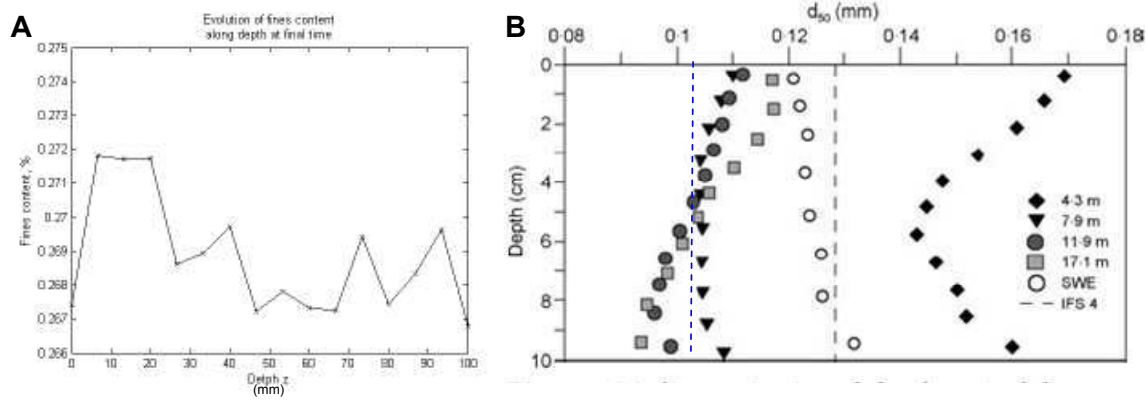 A
Evolution of fines content
along depth at final time
Fines content, %
0.275
0.274
0.273
0.272
0.271
0.27
0.269
0.268
0.267
0.266
0 10 20 30 40 50 60 70 80 90 100
Detph z
(mm)
B
d50 (mm)
0·08 0·1 0·12 0·14 0·16 0·18
Depth (cm)
0
2
4
6
8
10
4·3 m
7·9 m
11·9 m
17·1 m
SWE
IFS 4